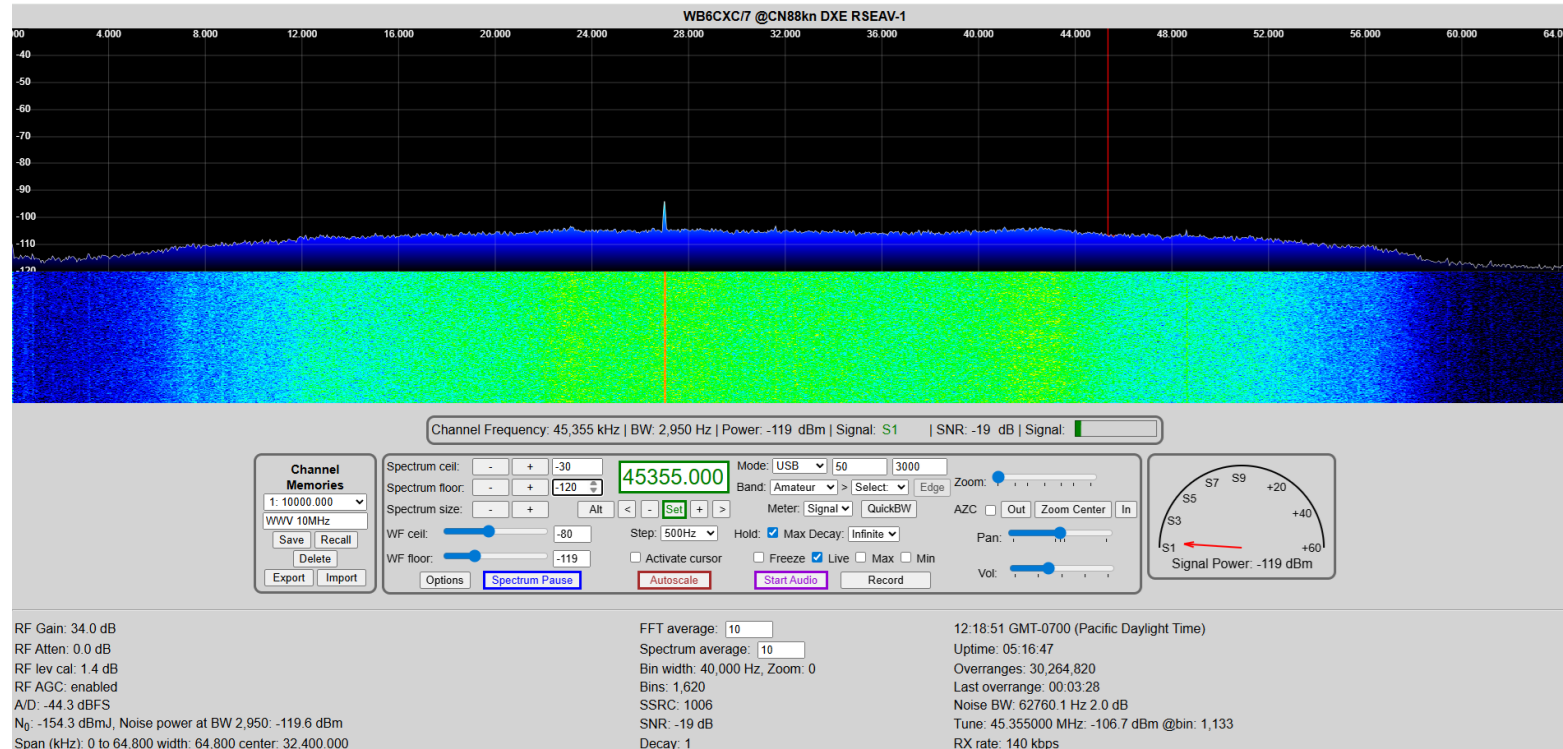 WB6CXC/7 @CN88kn DXE RSEAV-1
00 4.000 8.000 12.000 16.000 20.000 24.000 28.000 32.000 36.000 40.000 44.000 48.000 52.000 56.000 60.000 64.0
-40
-50
-60
-70
-80
-90
-100
-110
-120
Channel Frequency: 45,355 kHz | BW: 2,950 Hz | Power: -119 dBm | Signal: S1 | SNR: -19 dB | Signal:
Channel Memories
1: 10000.000
WWV 10MHz
Save Recall
Delete
Export Import
Spectrum ceil: - + -30
Spectrum floor: - + -120
Spectrum size: - + Alt < - Set + >
WF ceil: -80
WF floor: -119
Options Spectrum Pause
45355.000
Step: 500Hz
Activate cursor
Autoscale
Mode: USB 50 3000
Band: Amateur > Select: Edge
Meter: Signal QuickBW
Hold: Max Decay: Infinite
Freeze Live Max Min
Start Audio Record
Zoom:
AZC Out Zoom Center In
Pan:
Vol:
S1 S3 S5 S7 S9 +20 +40 +60
Signal Power: -119 dBm
RF Gain: 34.0 dB
RF Atten: 0.0 dB
RF lev cal: 1.4 dB
RF AGC: enabled
A/D: -44.3 dBFS
N0: -154.3 dBmJ, Noise power at BW 2,950: -119.6 dBm
Span (kHz): 0 to 64,800 width: 64,800 center: 32.400.000
FFT average: 10
Spectrum average: 10
Bin width: 40,000 Hz, Zoom: 0
Bins: 1,620
SSRC: 1006
SNR: -19 dB
Decay: 1
12:18:51 GMT-0700 (Pacific Daylight Time)
Uptime: 05:16:47
Overranges: 30,264,820
Last overrange: 00:03:28
Noise BW: 62760.1 Hz 2.0 dB
Tune: 45.355000 MHz: -106.7 dBm @bin: 1,133
RX rate: 140 kbps